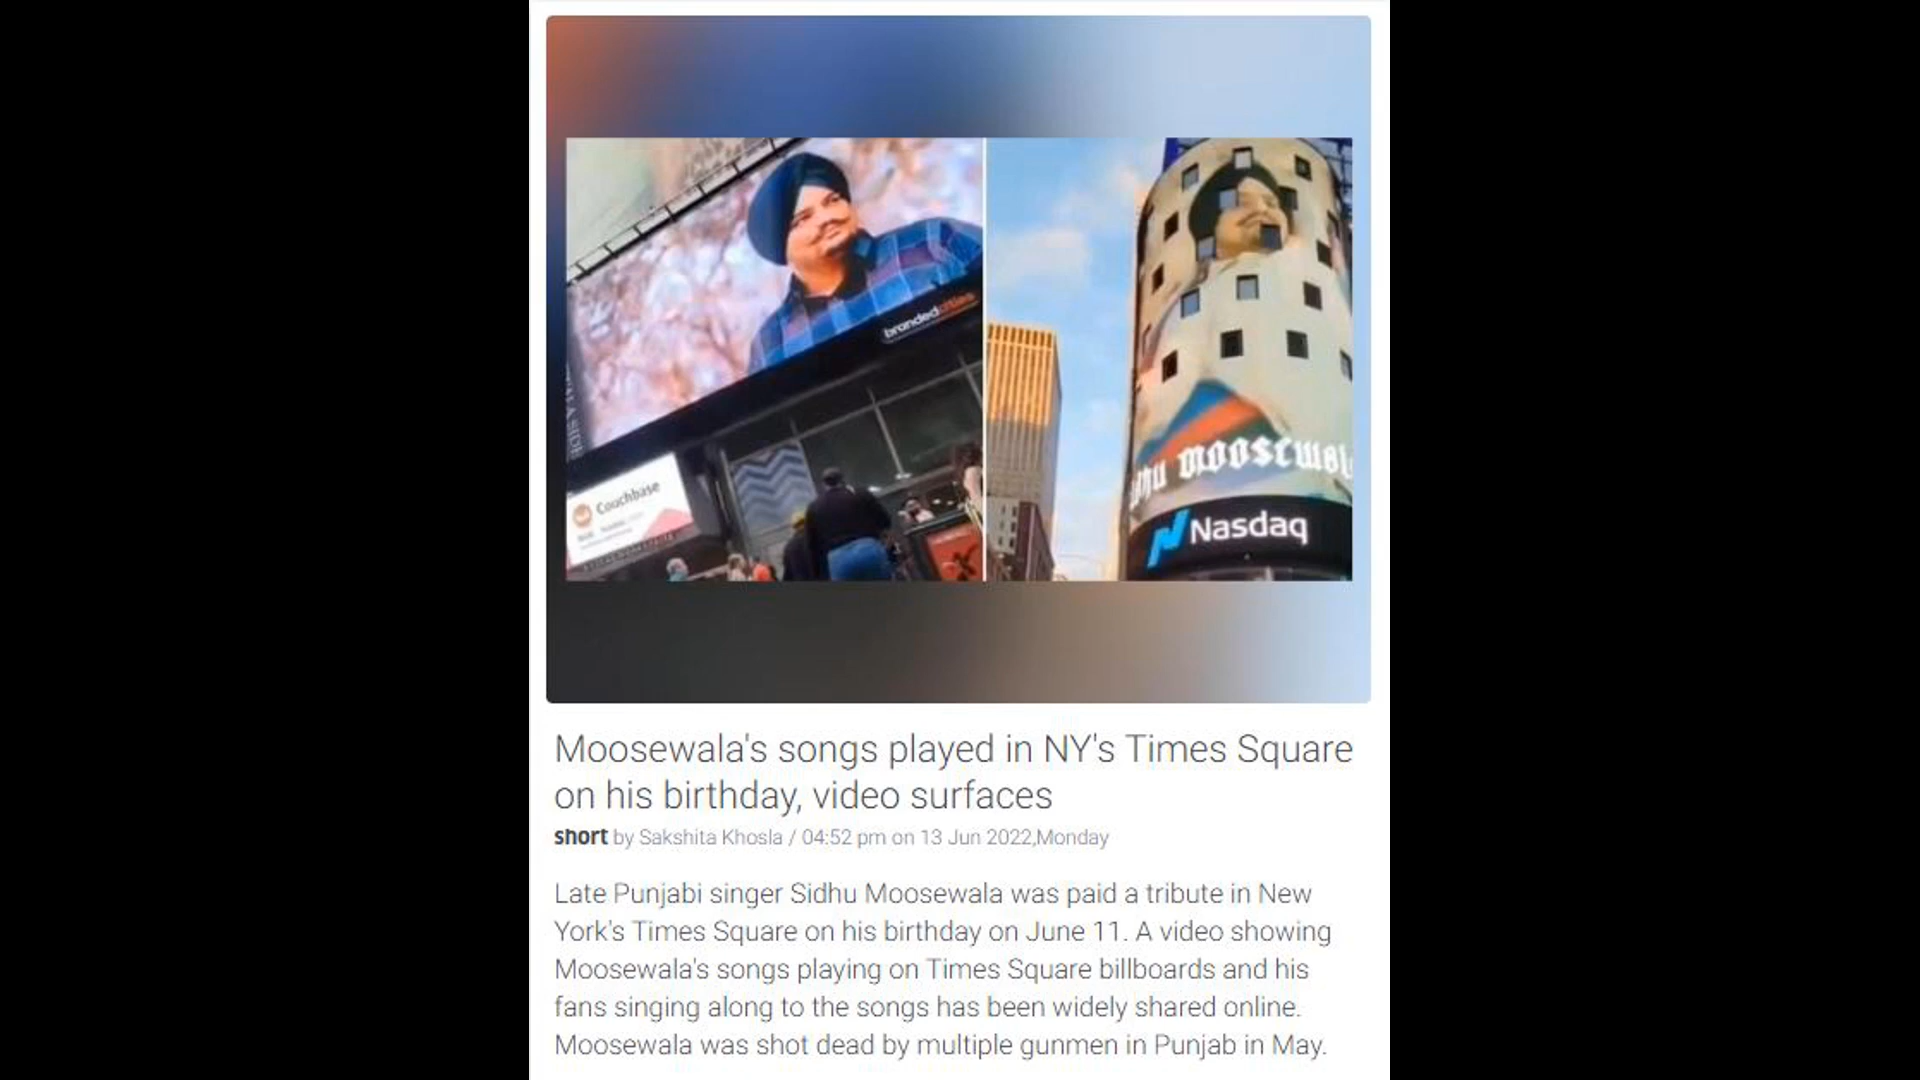 brandedcities
Couchbase
moosewal
Nasdaq
Moosewala's songs played in NY's Times Square
on his birthday, video surfaces
short by Sakshita Khosla / 04:52 pm on 13 Jun 2022,Monday
Late Punjabi singer Sidhu Moosewala was paid a tribute in New
York's Times Square on his birthday on June 11. A video showing
Moosewala's songs playing on Times Square billboards and his
fans singing along to the songs has been widely shared online.
Moosewala was shot dead by multiple gunmen in Punjab in May.